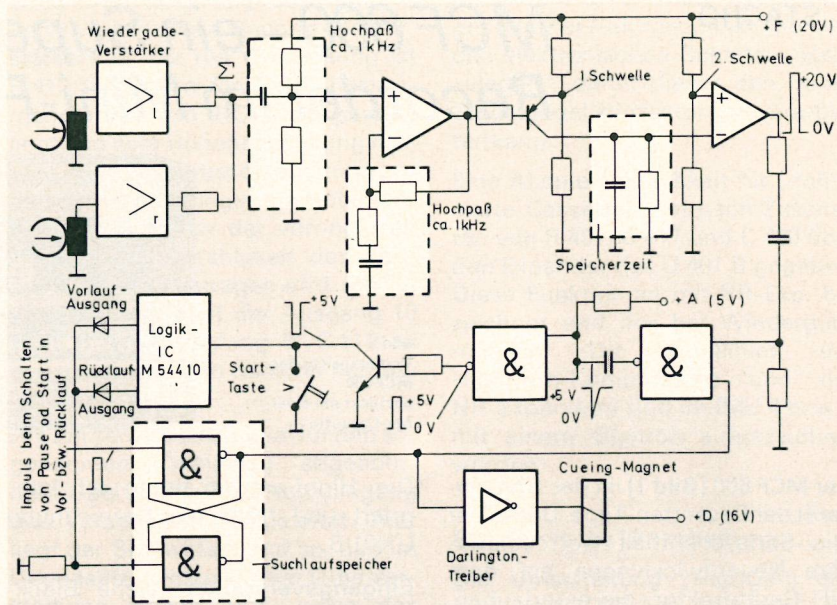 Wiedergabe-
Verstärker
l
r
Σ
Hochpaß
ca. 1kHz
+
−
Hochpaß
ca. 1kHz
1.Schwelle
2. Schwelle
+F (20V)
+20V
0V
+
−
Speicherzeit
Vorlauf-
Ausgang
Rücklauf
Ausgang
Logik-
IC
M 54410
+5V
Start-
Taste
+5V
0V
&
+5V
0V
+A (5V)
&
Impuls beim Schalten
von Pause od. Start in
Vor- bzw. Rücklauf
&
&
Suchlaufspeicher
Darlington-
Treiber
Cueing-Magnet
+D (16V)